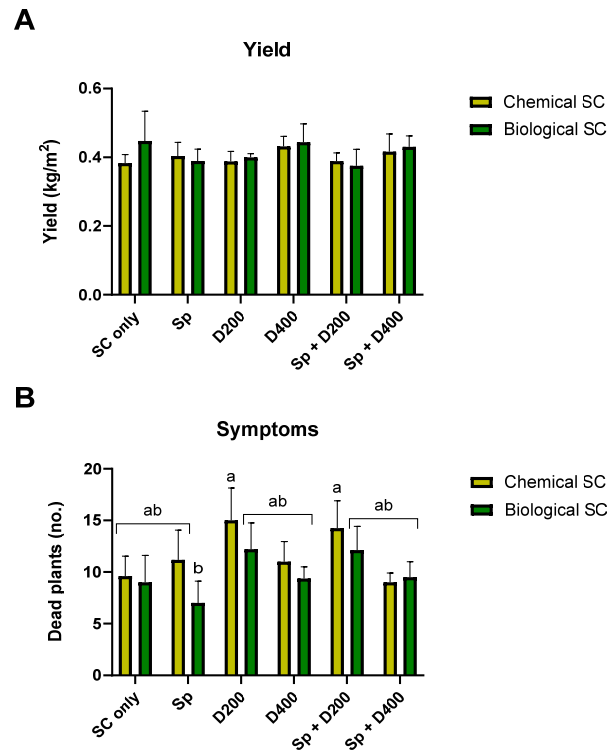 A
Yield
Chemical SC
Biological SC
Yield (kg/m²)
0.6
0.4
0.2
0.0
SC only
Sp
D200
D400
Sp + D200
Sp + D400
B
Symptoms
Chemical SC
Biological SC
Dead plants (no.)
20
15
10
5
0
ab
b
a
ab
a
ab
SC only
Sp
D200
D400
Sp + D200
Sp + D400